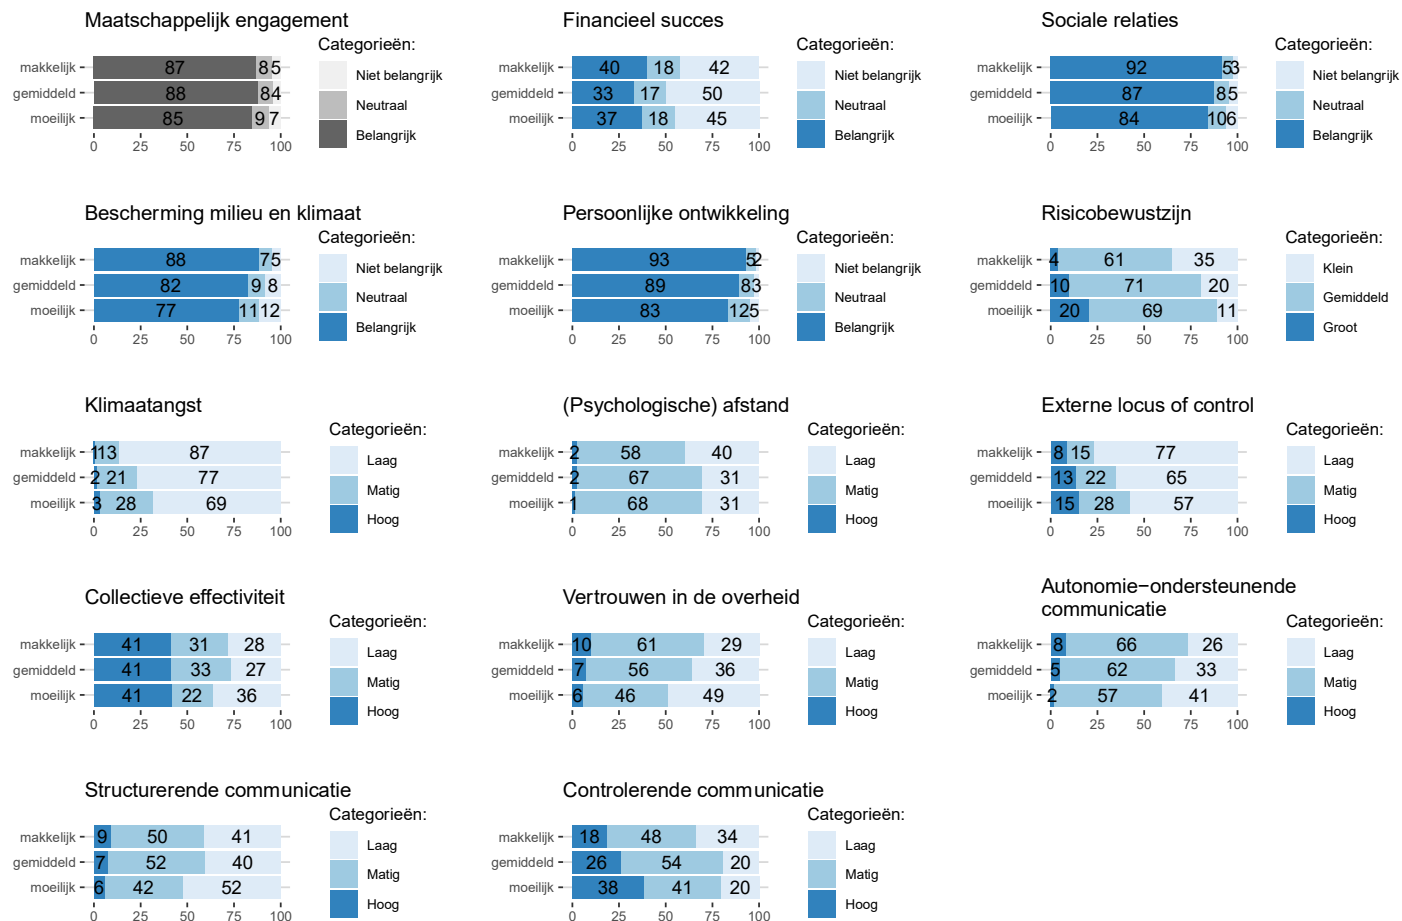 Maatschappelijk engagement
Categorieën:
makkelijk 87 8 5 Niet belangrijk
gemiddeld 88 8 4 Neutraal
moeilijk 85 9 7 Belangrijk
0 25 50 75 100
Financieel succes
Categorieën:
makkelijk 40 18 42 Niet belangrijk
gemiddeld 33 17 50 Neutraal
moeilijk 37 18 45 Belangrijk
0 25 50 75 100
Sociale relaties
Categorieën:
makkelijk 92 5 3 Niet belangrijk
gemiddeld 87 8 5 Neutraal
moeilijk 84 10 6 Belangrijk
0 25 50 75 100
Bescherming milieu en klimaat
Categorieën:
makkelijk 88 7 5 Niet belangrijk
gemiddeld 82 9 8 Neutraal
moeilijk 77 11 12 Belangrijk
0 25 50 75 100
Persoonlijke ontwikkeling
Categorieën:
makkelijk 93 5 2 Niet belangrijk
gemiddeld 89 8 3 Neutraal
moeilijk 83 12 5 Belangrijk
0 25 50 75 100
Risicobewustzijn
Categorieën:
makkelijk 4 61 35 Klein
gemiddeld 10 71 20 Gemiddeld
moeilijk 20 69 11 Groot
0 25 50 75 100
Klimaatangst
Categorieën:
makkelijk 1 13 87 Laag
gemiddeld 2 21 77 Matig
moeilijk 3 28 69 Hoog
0 25 50 75 100
(Psychologische) afstand
Categorieën:
makkelijk 2 58 40 Laag
gemiddeld 2 67 31 Matig
moeilijk 1 68 31 Hoog
0 25 50 75 100
Externe locus of control
Categorieën:
makkelijk 8 15 77 Laag
gemiddeld 13 22 65 Matig
moeilijk 15 28 57 Hoog
0 25 50 75 100
Collectieve effectiviteit
Categorieën:
makkelijk 41 31 28 Laag
gemiddeld 41 33 27 Matig
moeilijk 41 22 36 Hoog
0 25 50 75 100
Vertrouwen in de overheid
Categorieën:
makkelijk 10 61 29 Laag
gemiddeld 7 56 36 Matig
moeilijk 6 46 49 Hoog
0 25 50 75 100
Autonomie−ondersteunende
communicatie
Categorieën:
makkelijk 8 66 26 Laag
gemiddeld 5 62 33 Matig
moeilijk 2 57 41 Hoog
0 25 50 75 100
Structurerende communicatie
Categorieën:
makkelijk 9 50 41 Laag
gemiddeld 7 52 40 Matig
moeilijk 6 42 52 Hoog
0 25 50 75 100
Controlerende communicatie
Categorieën:
makkelijk 18 48 34 Laag
gemiddeld 26 54 20 Matig
moeilijk 38 41 20 Hoog
0 25 50 75 100